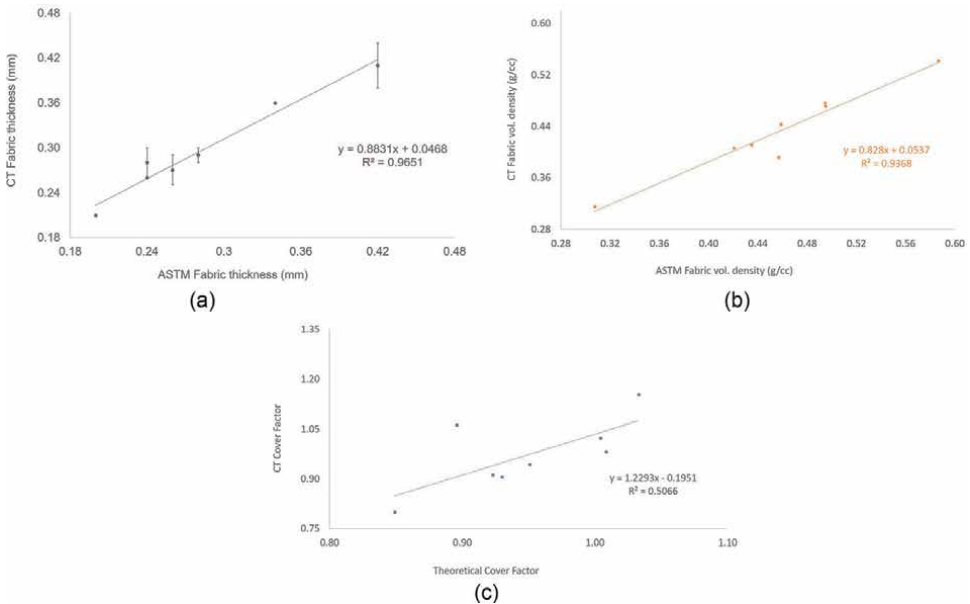 0.48
0.42
0.36
0.30
0.24
0.18
CT Fabric thickness (mm)
y = 0.8831x + 0.0468
R² = 0.9651
0.18 0.24 0.3 0.36 0.42 0.48
ASTM Fabric thickness (mm)
(a)
0.60
0.52
0.44
0.36
0.28
CT Fabric vol. density (g/cc)
y = 0.828x + 0.0537
R² = 0.9368
0.28 0.32 0.36 0.40 0.44 0.48 0.52 0.56 0.60
ASTM Fabric vol. density (g/cc)
(b)
1.35
1.20
1.05
0.90
0.75
CT Cover Factor
y = 1.2293x - 0.1951
R² = 0.5066
0.80 0.90 1.00 1.10
Theoretical Cover Factor
(c)